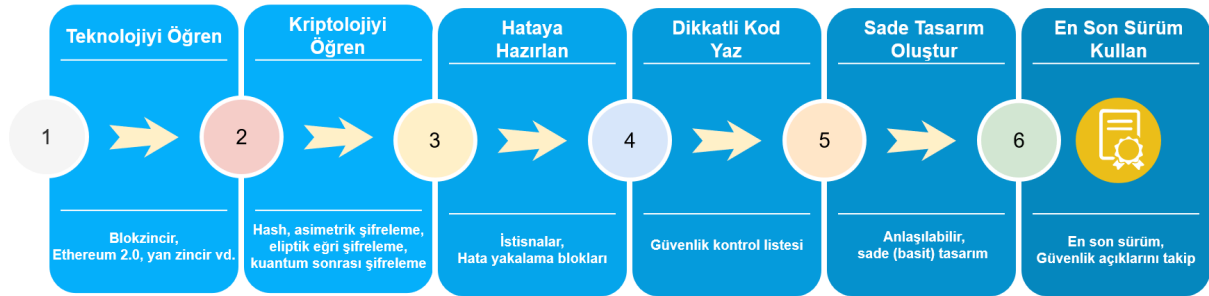 Teknolojiyi Öğren
Kriptolojiyi
Öğren
Hataya
Hazırlan
Dikkatli Kod
Yaz
Sade Tasarım
Oluştur
En Son Sürüm
Kullan
1
2
3
4
5
6
Blokzincir,
Ethereum 2.0, yan zincir vd.
Hash, asimetrik şifreleme,
eliptik eğri şifreleme,
kuantum sonrası şifreleme
İstisnalar,
Hata yakalama blokları
Güvenlik kontrol listesi
Anlaşılabilir,
sade (basit) tasarım
En son sürüm,
Güvenlik açıklarını takip